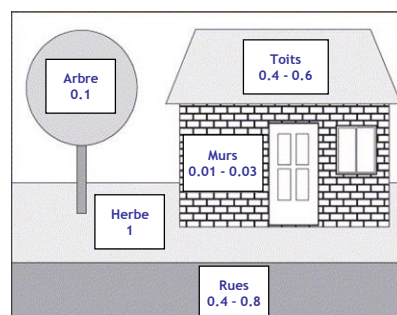 Toits
0.4 - 0.6
Arbre
0.1
Murs
0.01 - 0.03
Herbe
1
Rues
0.4 - 0.8